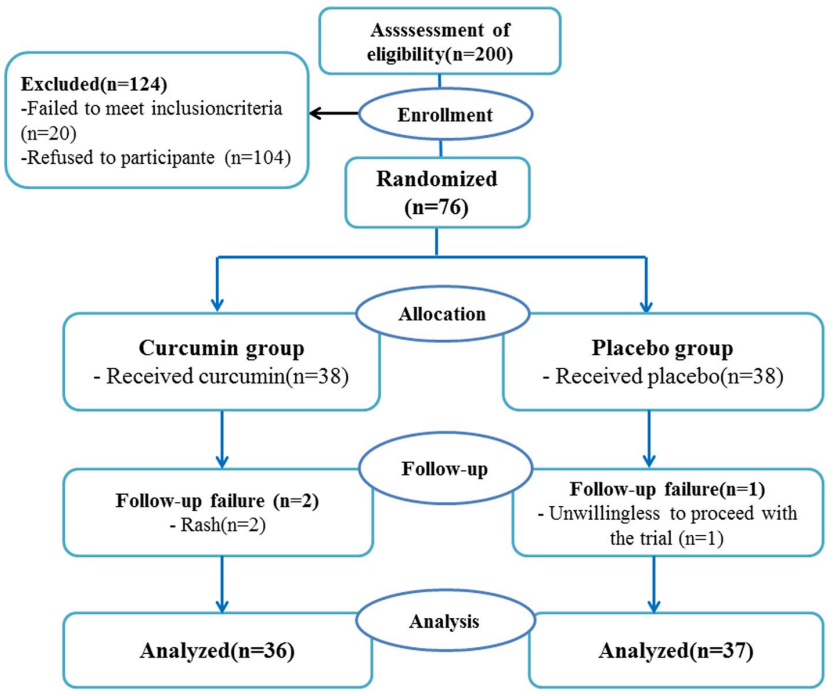 Asssessment of
eligibility(n=200)
Excluded(n=124)
-Failed to meet inclusioncriteria
(n=20)
-Refused to participante (n=104)
Enrollment
Randomized
(n=76)
Allocation
Curcumin group
- Received curcumin(n=38)
Placebo group
- Received placebo(n=38)
Follow-up
Follow-up failure (n=2)
- Rash(n=2)
Follow-up failure(n=1)
- Unwillingless to proceed with
the trial (n=1)
Analysis
Analyzed(n=36)
Analyzed(n=37)